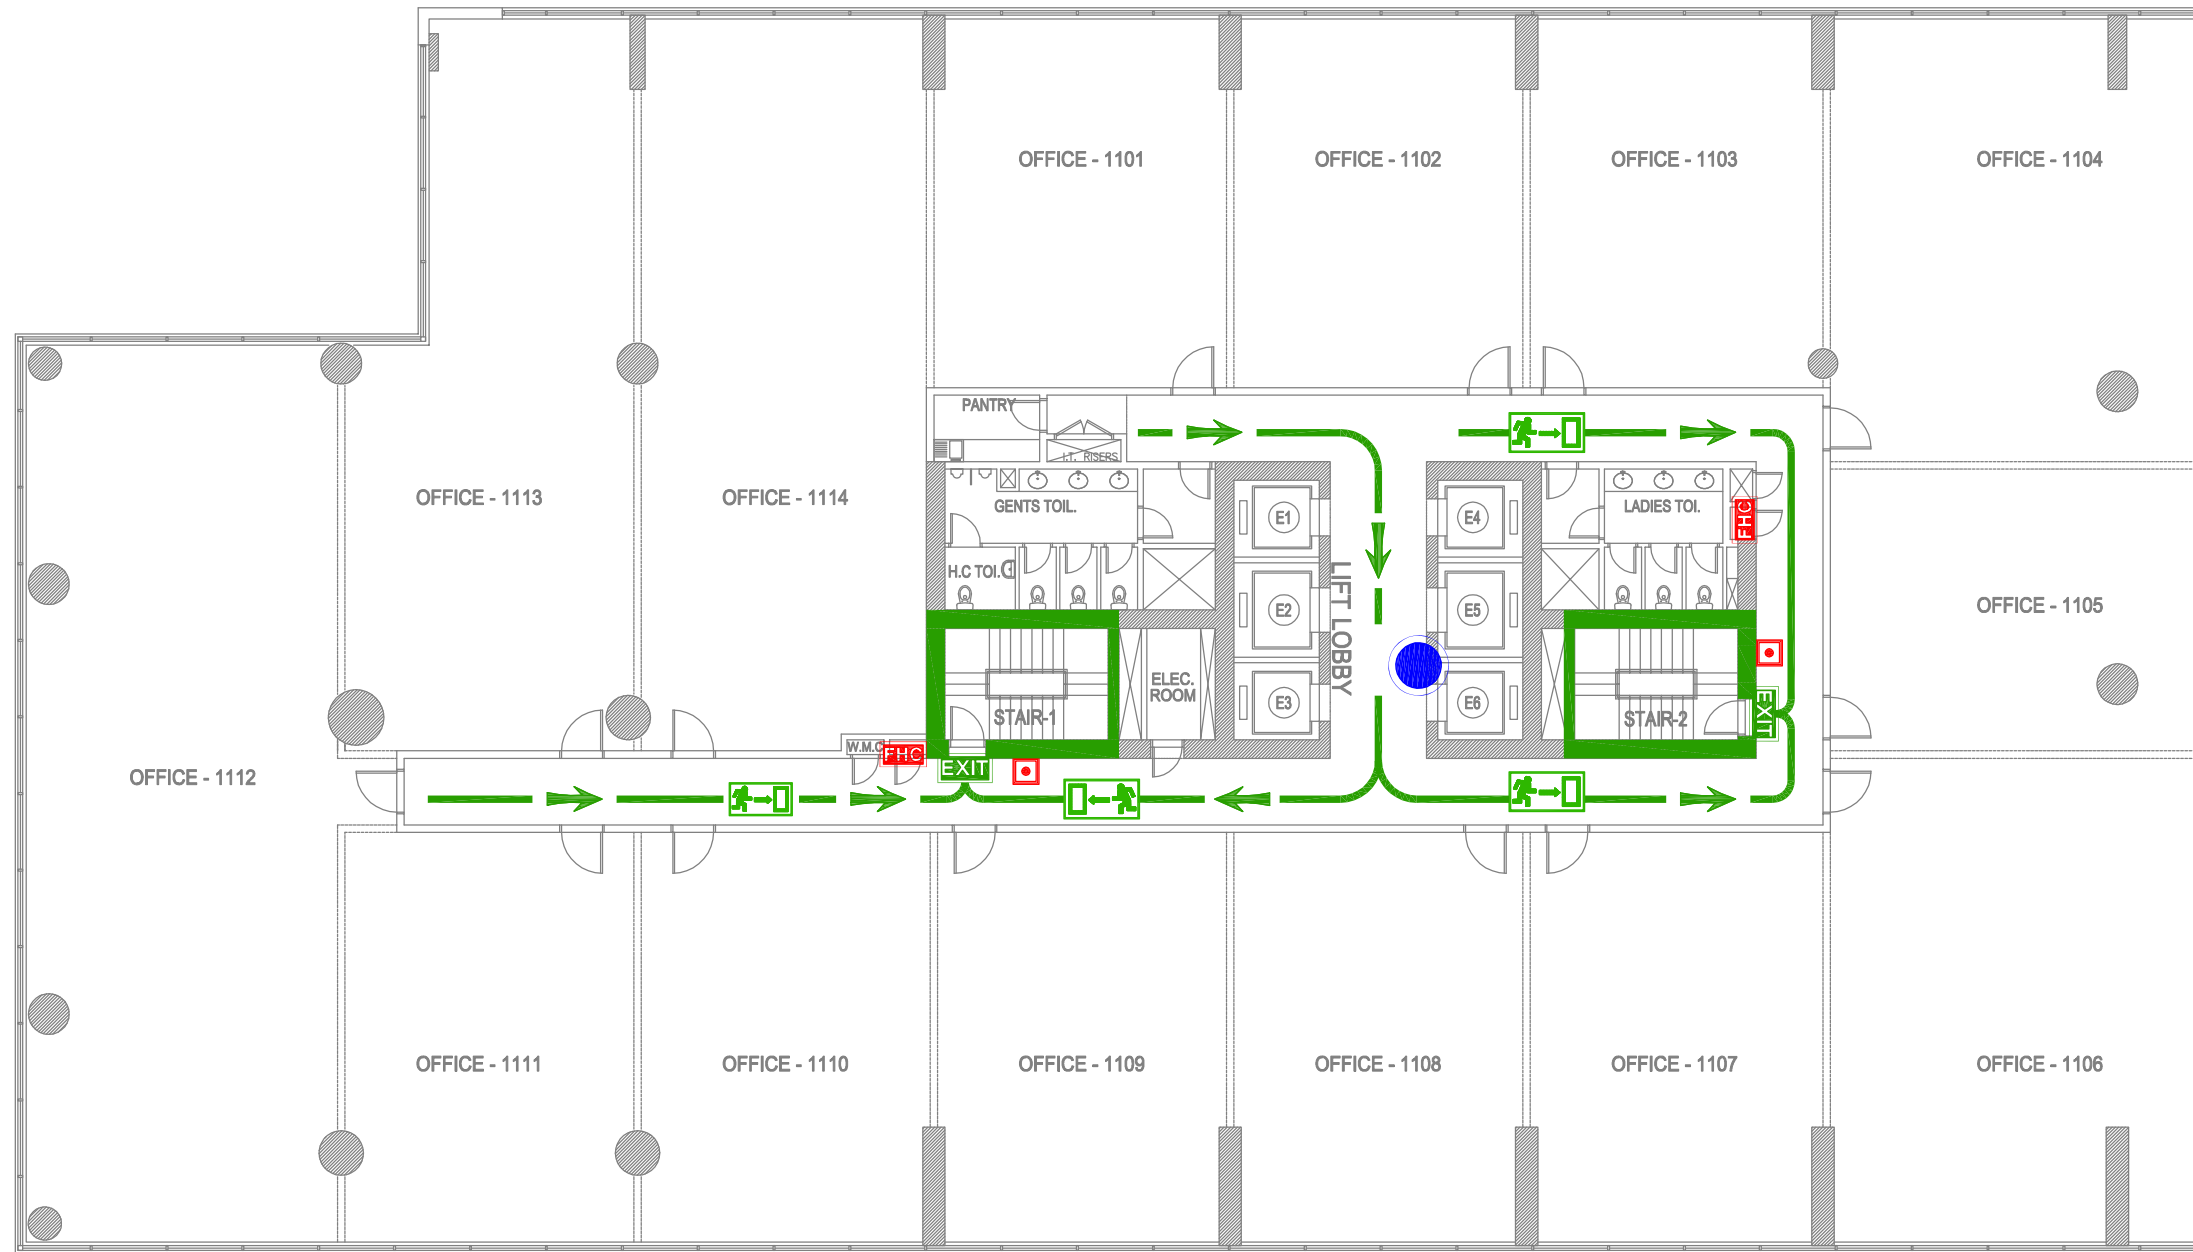 OFFICE - 1101
OFFICE - 1102
OFFICE - 1103
OFFICE - 1104
PANTRY
I.T. RISERS
OFFICE - 1113
OFFICE - 1114
GENTS TOIL.
E1
E4
LADIES TOI.
FHC
H.C TOI.
E2
LIFT LOBBY
E5
OFFICE - 1105
ELEC.
ROOM
E3
E6
STAIR-1
STAIR-2
EXIT
W.M.C
FHC
EXIT
OFFICE - 1112
OFFICE - 1111
OFFICE - 1110
OFFICE - 1109
OFFICE - 1108
OFFICE - 1107
OFFICE - 1106